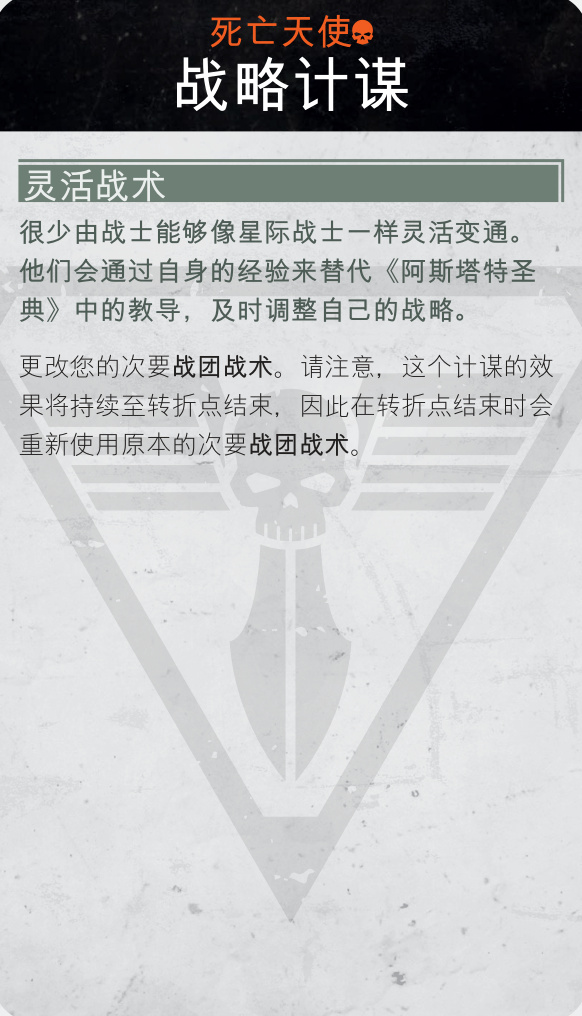 死亡天使
战略计谋
灵活战术
很少由战士能够像星际战士一样灵活变通。
他们会通过自身的经验来替代《阿斯塔特圣
典》中的教导，及时调整自己的战略。
更改您的次要战团战术。请注意，这个计谋的效
果将持续至转折点结束，因此在转折点结束时会
重新使用原本的次要战团战术。